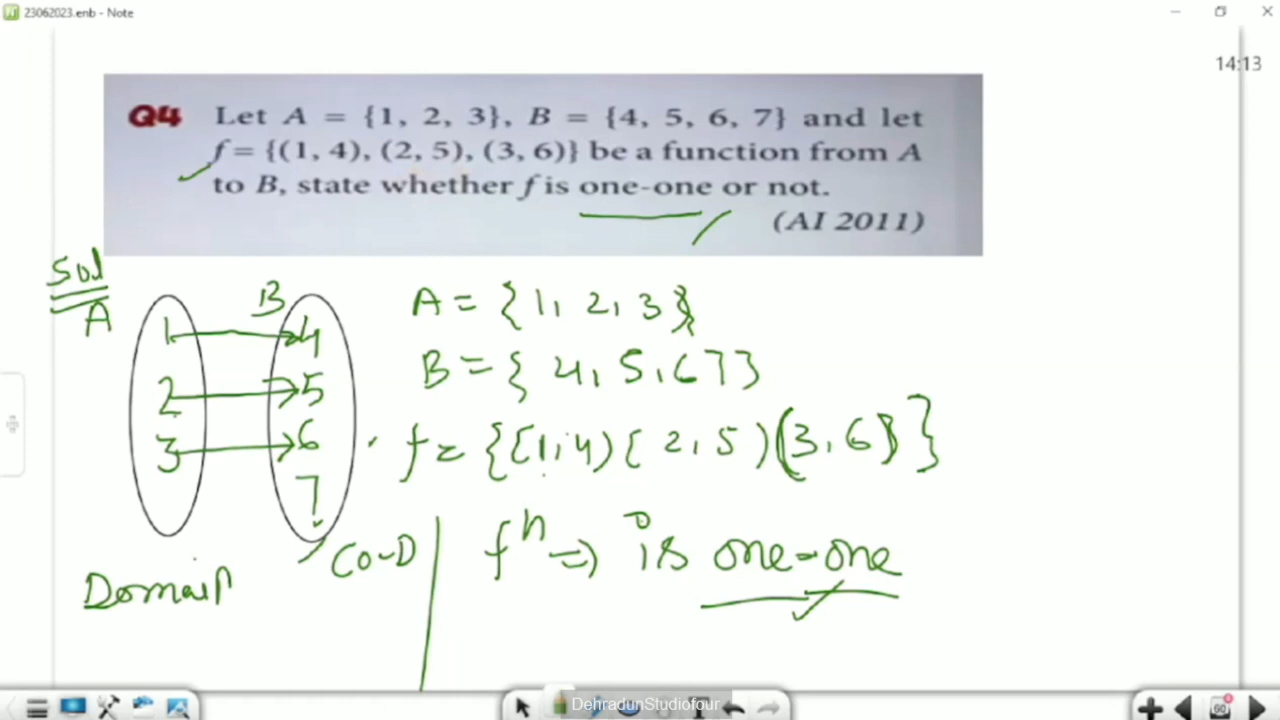 23062023.enb - Note
14:13
Q4 Let A = {1, 2, 3}, B = {4, 5, 6, 7} and let
f = {(1, 4), (2, 5), (3, 6)} be a function from A
to B, state whether f is one-one or not.
(AI 2011)
Sol
A
B
1 4
2 5
3 6
7
Domain
Co-D
A = {1, 2, 3}
B = { 4, 5, 6 7}
f = {(1, 4) ( 2, 5) (3, 6)}
fⁿ ⇒ is one-one
DehradunStudiofour